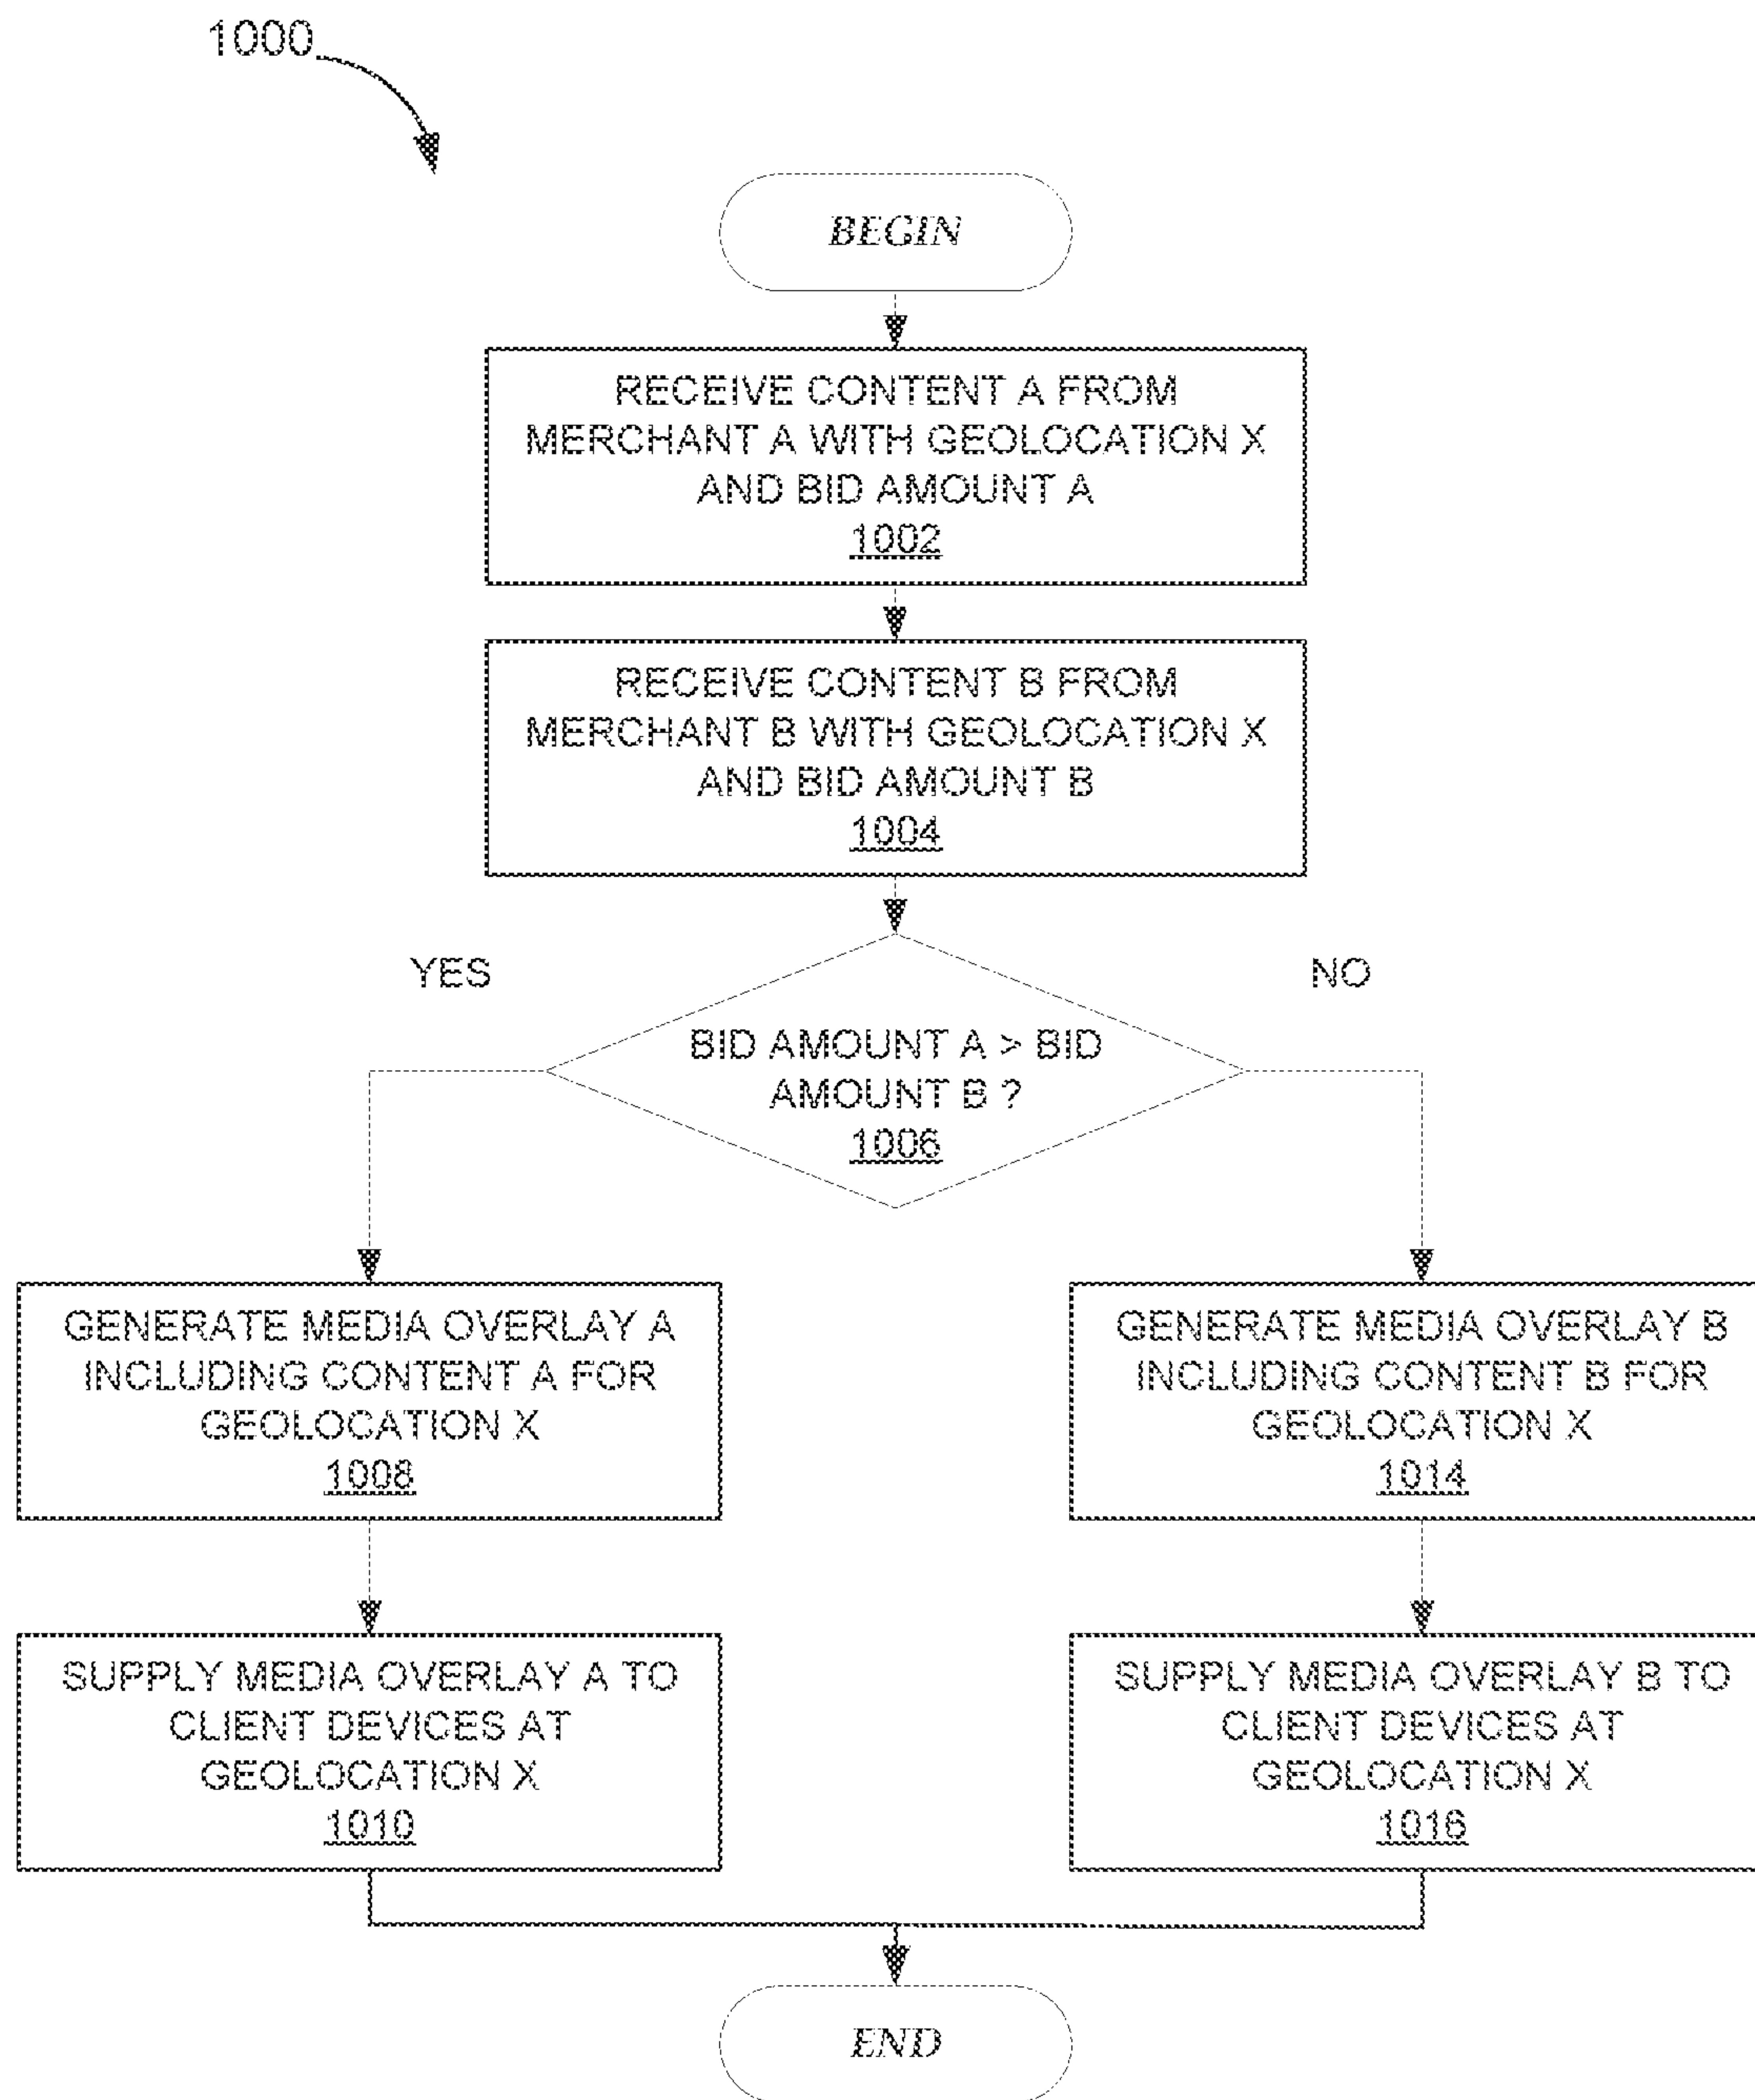 1000
BEGIN
RECEIVE CONTENT A FROM
MERCHANT A WITH GEOLOCATION X
AND BID AMOUNT A
1002
RECEIVE CONTENT B FROM
MERCHANT B WITH GEOLOCATION X
AND BID AMOUNT B
1004
YES
NO
BID AMOUNT A > BID
AMOUNT B ?
1006
GENERATE MEDIA OVERLAY A
INCLUDING CONTENT A FOR
GEOLOCATION X
1008
GENERATE MEDIA OVERLAY B
INCLUDING CONTENT B FOR
GEOLOCATION X
1014
SUPPLY MEDIA OVERLAY A TO
CLIENT DEVICES AT
GEOLOCATION X
1010
SUPPLY MEDIA OVERLAY B TO
CLIENT DEVICES AT
GEOLOCATION X
1016
END